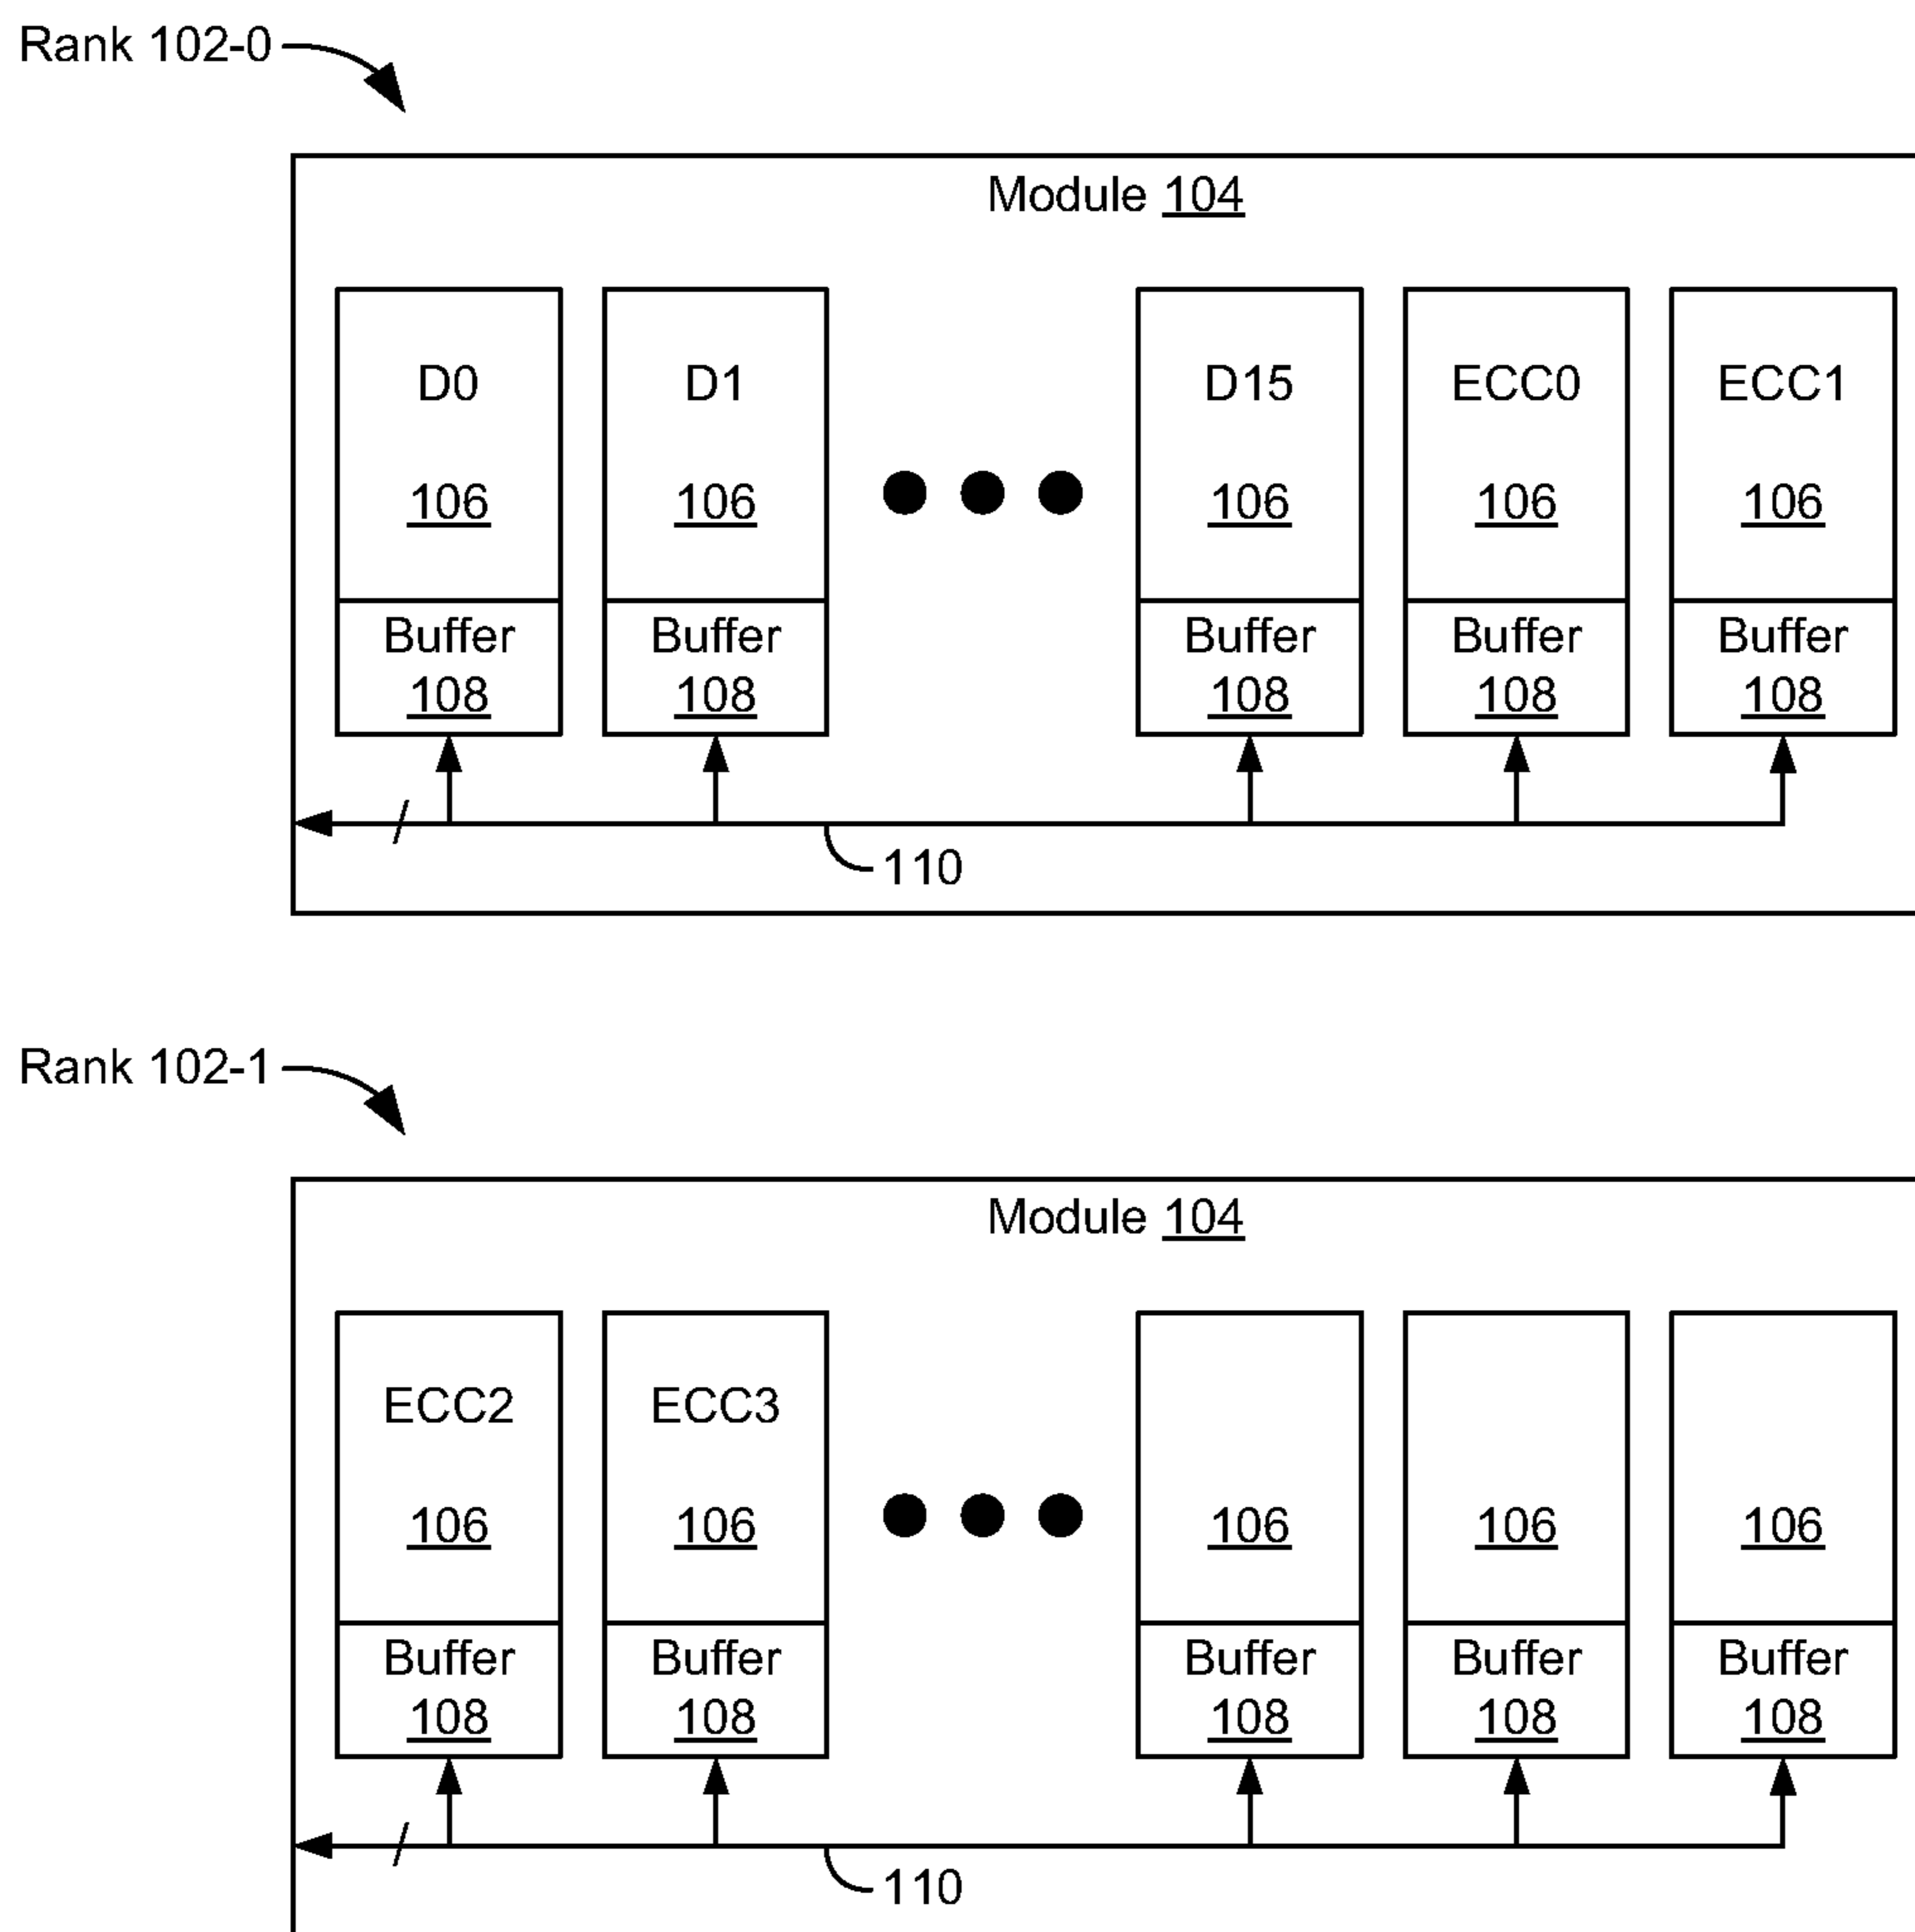 Rank 102-0
Module 104
D0 D1 D15 ECC0 ECC1
106 106 106 106 106
Buffer Buffer Buffer Buffer Buffer
108 108 108 108 108
110
Rank 102-1
Module 104
ECC2 ECC3
106 106 106 106 106
Buffer Buffer Buffer Buffer Buffer
108 108 108 108 108
110